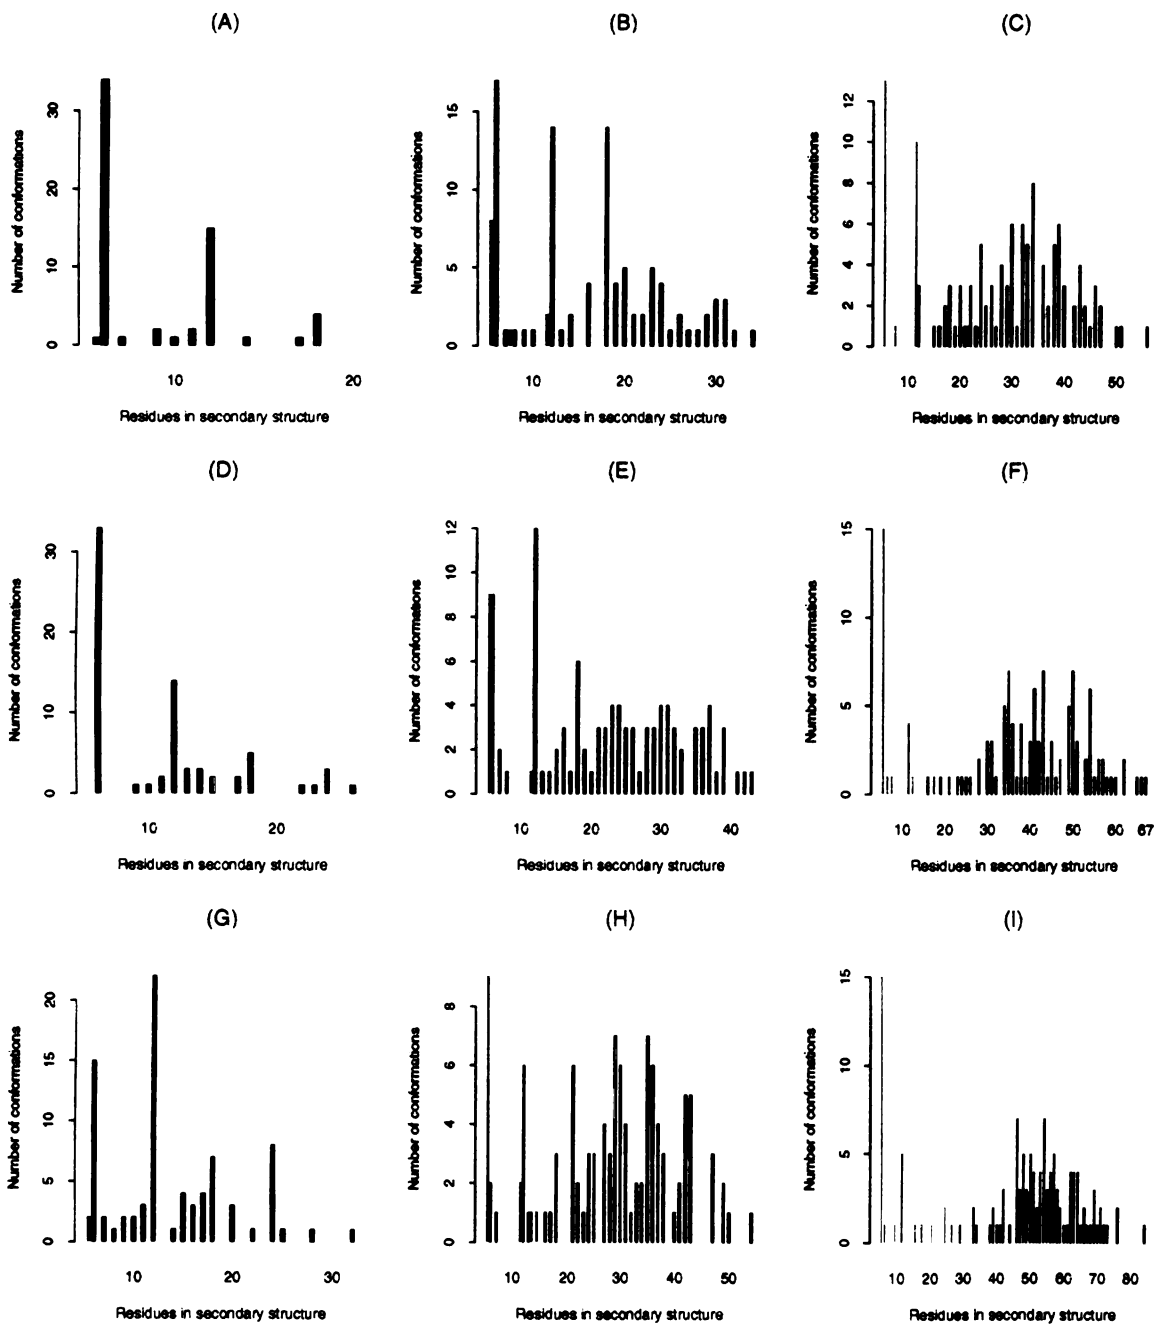 (A) (B) (C)
Number of conformations
0 10 20 30
10 20
Residues in secondary structure
Number of conformations
0 5 10 15
10 20 30
Residues in secondary structure
Number of conformations
0 2 4 6 8 10 12
10 20 30 40 50
Residues in secondary structure
(D) (E) (F)
Number of conformations
0 10 20 30
10 20
Residues in secondary structure
Number of conformations
0 2 4 6 8 10 12
10 20 30 40
Residues in secondary structure
Number of conformations
0 5 10 15
10 20 30 40 50 60 67
Residues in secondary structure
(G) (H) (I)
Number of conformations
0 5 10 15 20
10 20 30
Residues in secondary structure
Number of conformations
0 2 4 6 8
10 20 30 40 50
Residues in secondary structure
Number of conformations
0 5 10 15
10 20 30 40 50 60 70 80
Residues in secondary structure